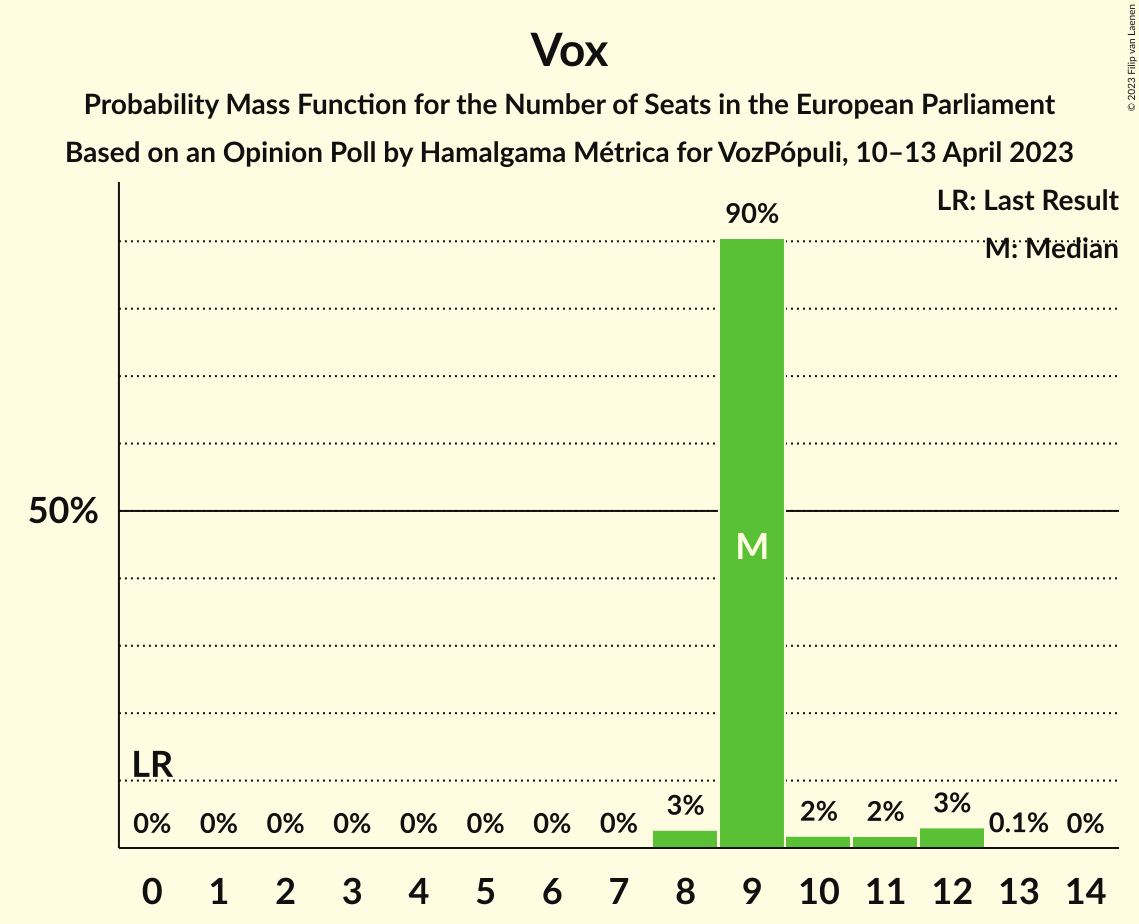 Vox
Probability Mass Function for the Number of Seats in the European Parliament
Based on an Opinion Poll by Hamalgama Métrica for VozPópuli, 10–13 April 2023
© 2023 Filip van Laenen
LR: Last Result
M: Median
90%
50%
M
LR
0% 0% 0% 0% 0% 0% 0% 0% 3% 2% 2% 3% 0.1% 0%
0 1 2 3 4 5 6 7 8 9 10 11 12 13 14